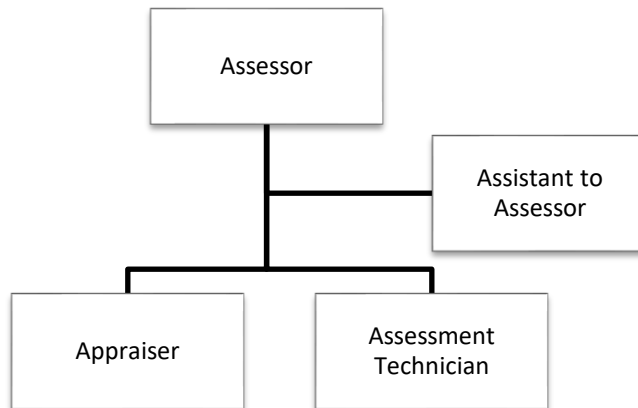 Assessor
Assistant to
Assessor
Appraiser
Assessment
Technician